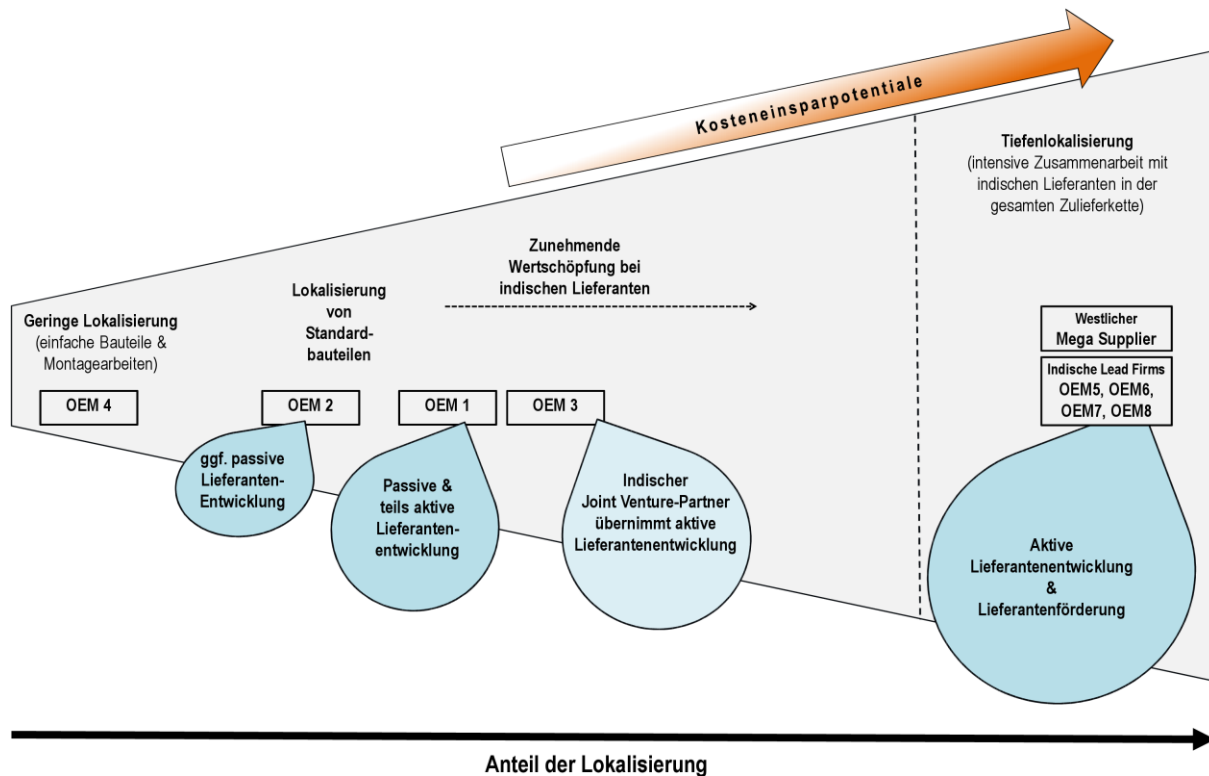 Kosteneinsparpotentiale
Tiefenlokalisierung
(intensive Zusammenarbeit mit
indischen Lieferanten in der
gesamten Zulieferkette)
Zunehmende
Wertschöpfung bei
indischen Lieferanten
Lokalisierung
von
Standard-
bauteilen
Geringe Lokalisierung
(einfache Bauteile &
Montagearbeiten)
Westlicher
Mega Supplier
Indische Lead Firms
OEM5, OEM6,
OEM7, OEM8
OEM 4
OEM 2
OEM 1
OEM 3
ggf. passive
Lieferanten-
Entwicklung
Passive &
teils aktive
Lieferanten-
entwicklung
Indischer
Joint Venture-Partner
übernimmt aktive
Lieferantenentwicklung
Aktive
Lieferantenentwicklung
&
Lieferantenförderung
Anteil der Lokalisierung